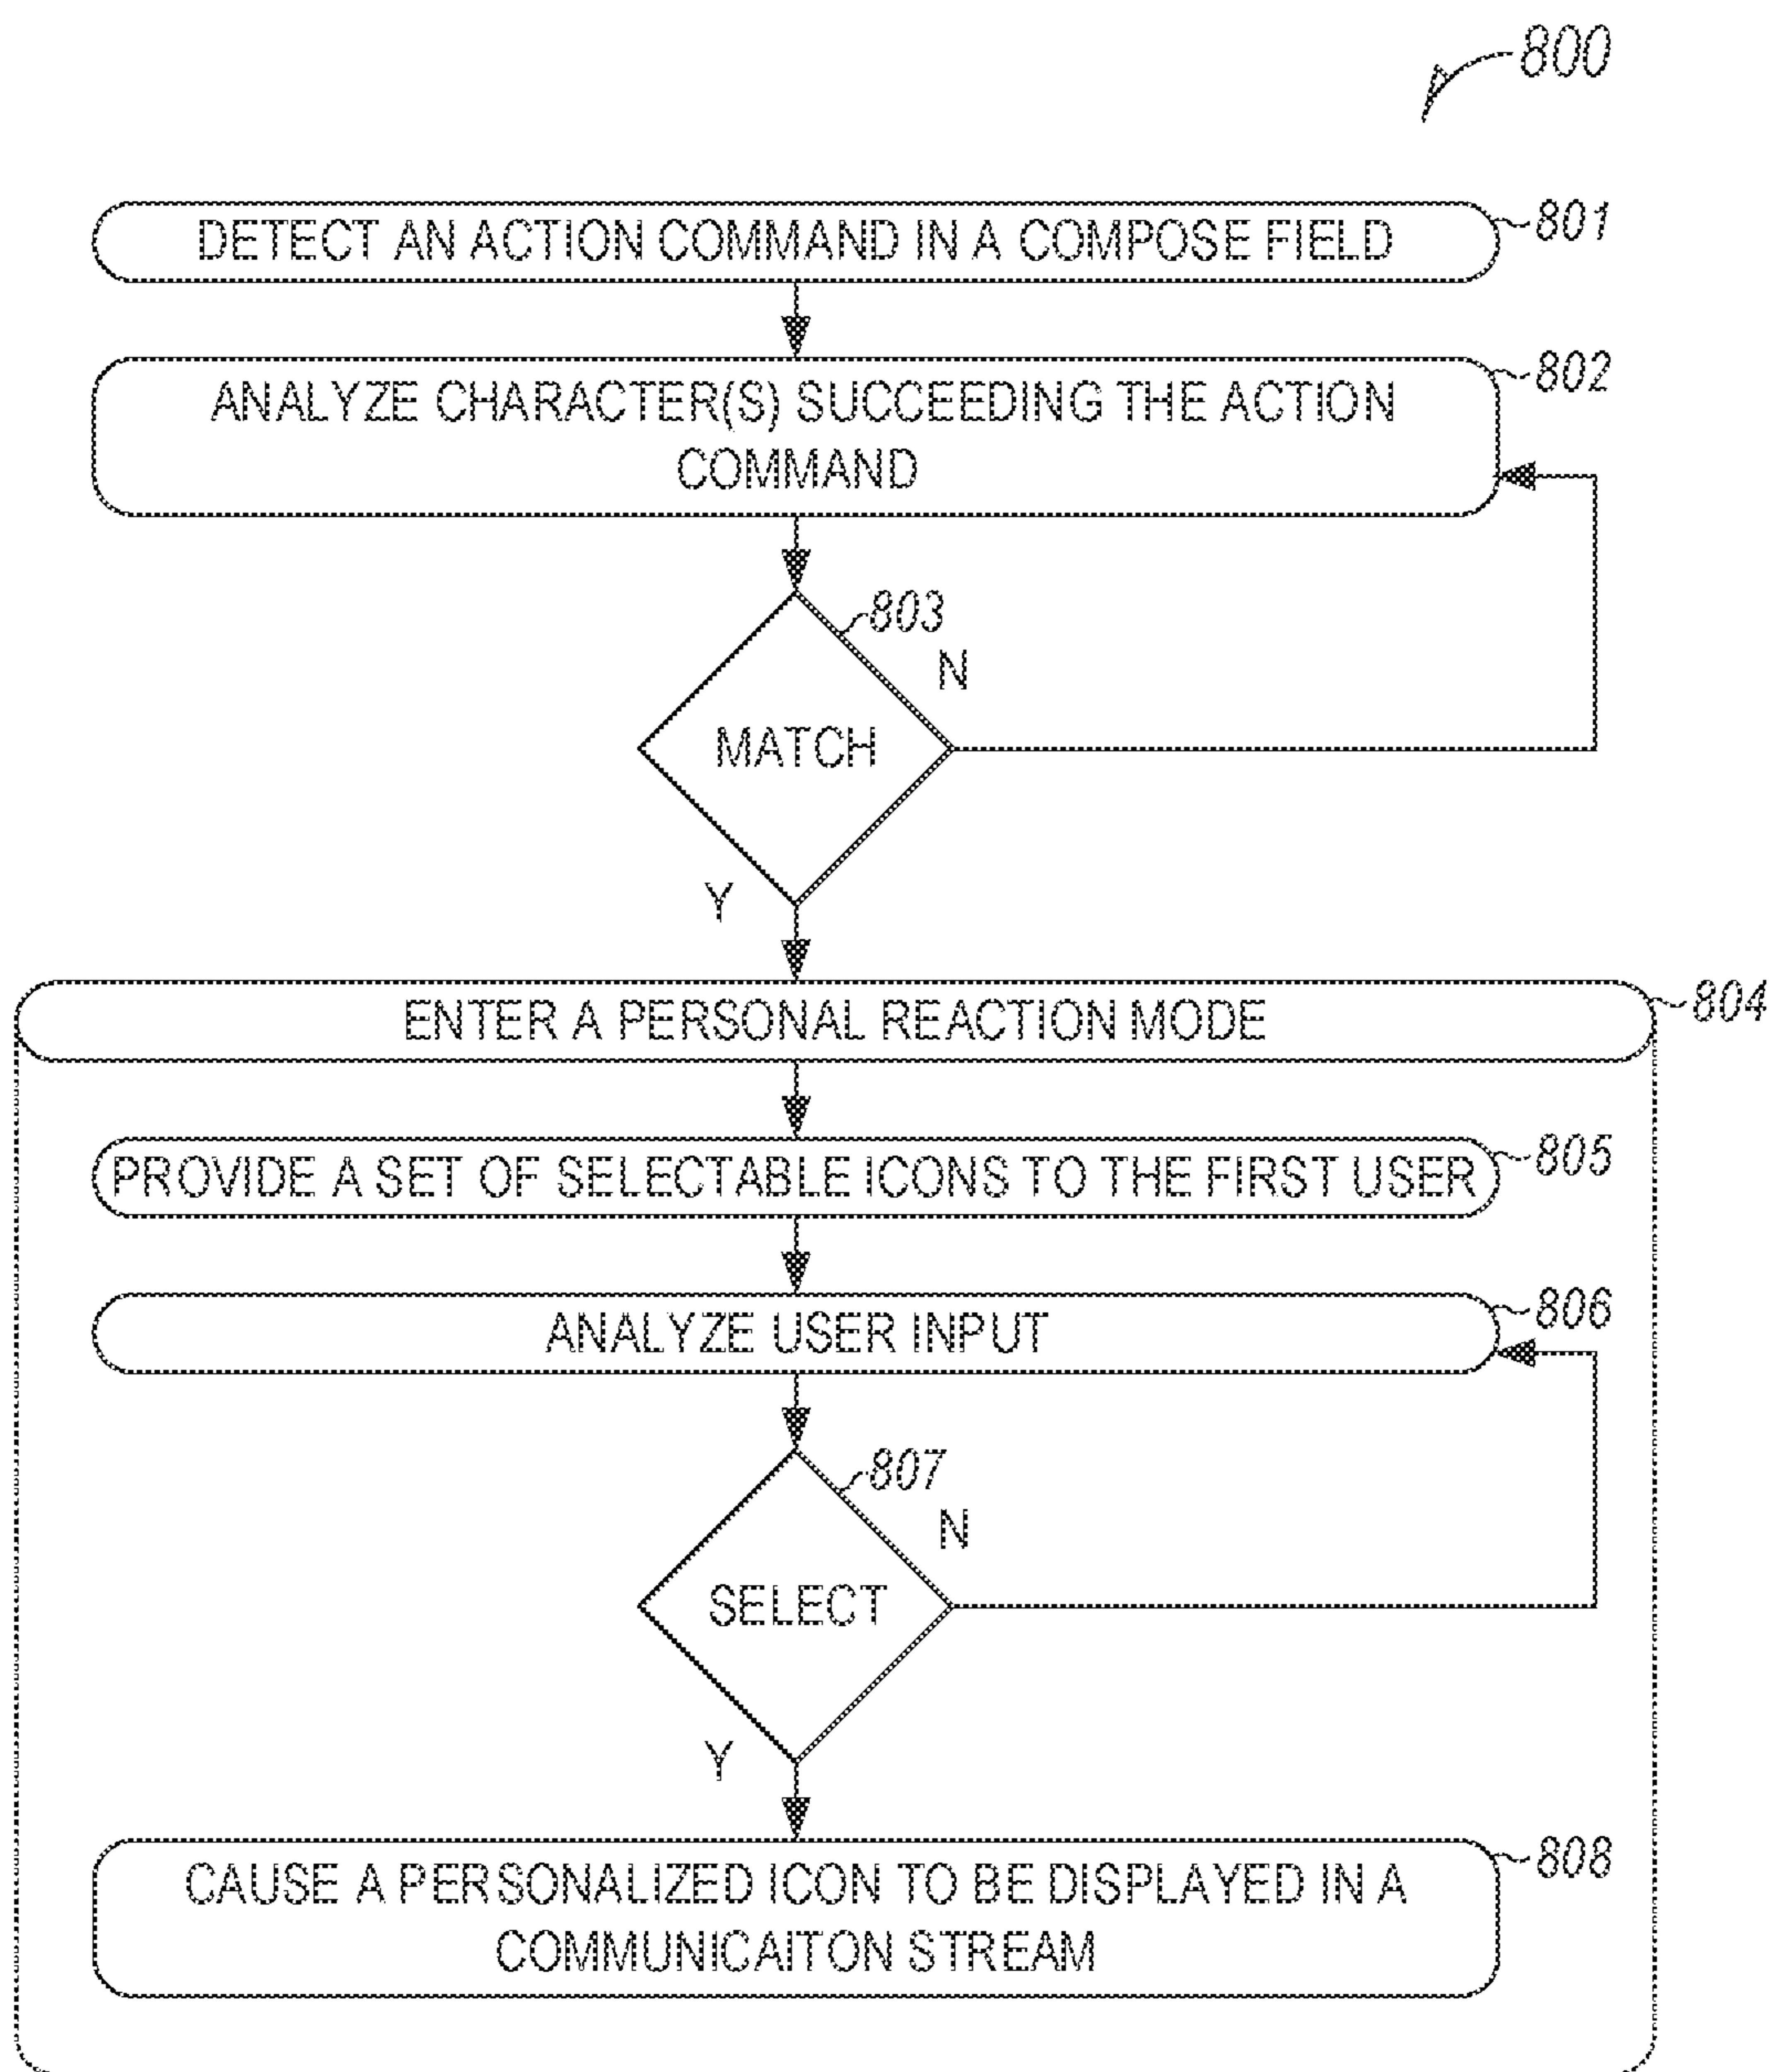 800
DETECT AN ACTION COMMAND IN A COMPOSE FIELD
801
ANALYZE CHARACTER(S) SUCCEEDING THE ACTION
COMMAND
802
803
N
MATCH
Y
ENTER A PERSONAL REACTION MODE
804
PROVIDE A SET OF SELECTABLE ICONS TO THE FIRST USER
805
ANALYZE USER INPUT
806
807
N
SELECT
Y
CAUSE A PERSONALIZED ICON TO BE DISPLAYED IN A
COMMUNICAITON STREAM
808